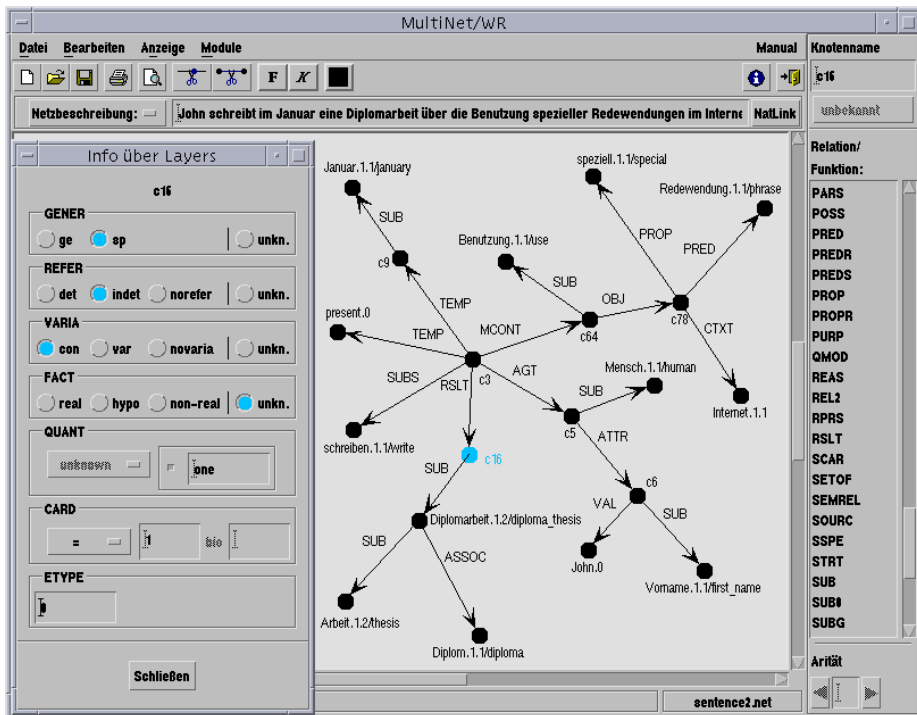 MultiNet/WR
Datei Bearbeiten Anzeige Module Manual
F K
Netzbeschreibung: John schreibt im Januar eine Diplomarbeit über die Benutzung spezieller Redewendungen im Interne NatLink
Knotenname
c16
unbekannt
Relation/
Funktion:
PARS
POSS
PRED
PREDR
PREDS
PROP
PROPR
PURP
QMOD
REAS
REL2
RPRS
RSLT
SCAR
SETOF
SEMREL
SOURC
SSPE
STRT
SUB
SUB0
SUBG
Arität
Info über Layers
c16
GENER
ge sp unkn.
REFER
det indet norefer unkn.
VARIA
con var novaria unkn.
FACT
real hypo non-real unkn.
QUANT
unknown one
CARD
= 1 bio
ETYPE
0
Schließen
speziell.1.1/special
Januar.1.1/january
Redewendung.1.1/phrase
SUB
PROP
PRED
Benutzung.1.1/use
c9
SUB
OBJ
TEMP
c78
present.0
TEMP
MCONT
c64
CTXT
SUBS
RSLT
c3
AGT
Mensch.1.1/human
SUB
Internet.1.1
c5
ATTR
schreiben.1.1/write
c16
SUB
c6
VAL
SUB
Diplomarbeit.1.2/diploma_thesis
SUB
ASSOC
John.0
Vorname.1.1/first_name
Arbeit.1.2/thesis
Diplom.1.1/diploma
sentence2.net